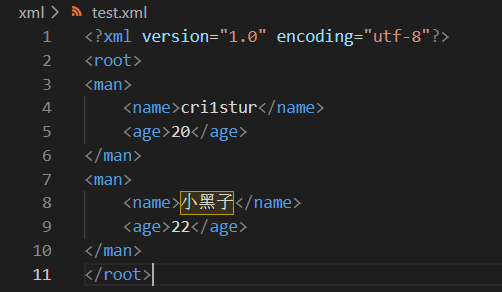 xml > test.xml
1 <?xml version="1.0" encoding="utf-8"?>
2 <root>
3 <man>
4     <name>cri1stur</name>
5     <age>20</age>
6 </man>
7 <man>
8     <name>小黑子</name>
9     <age>22</age>
10 </man>
11 </root>